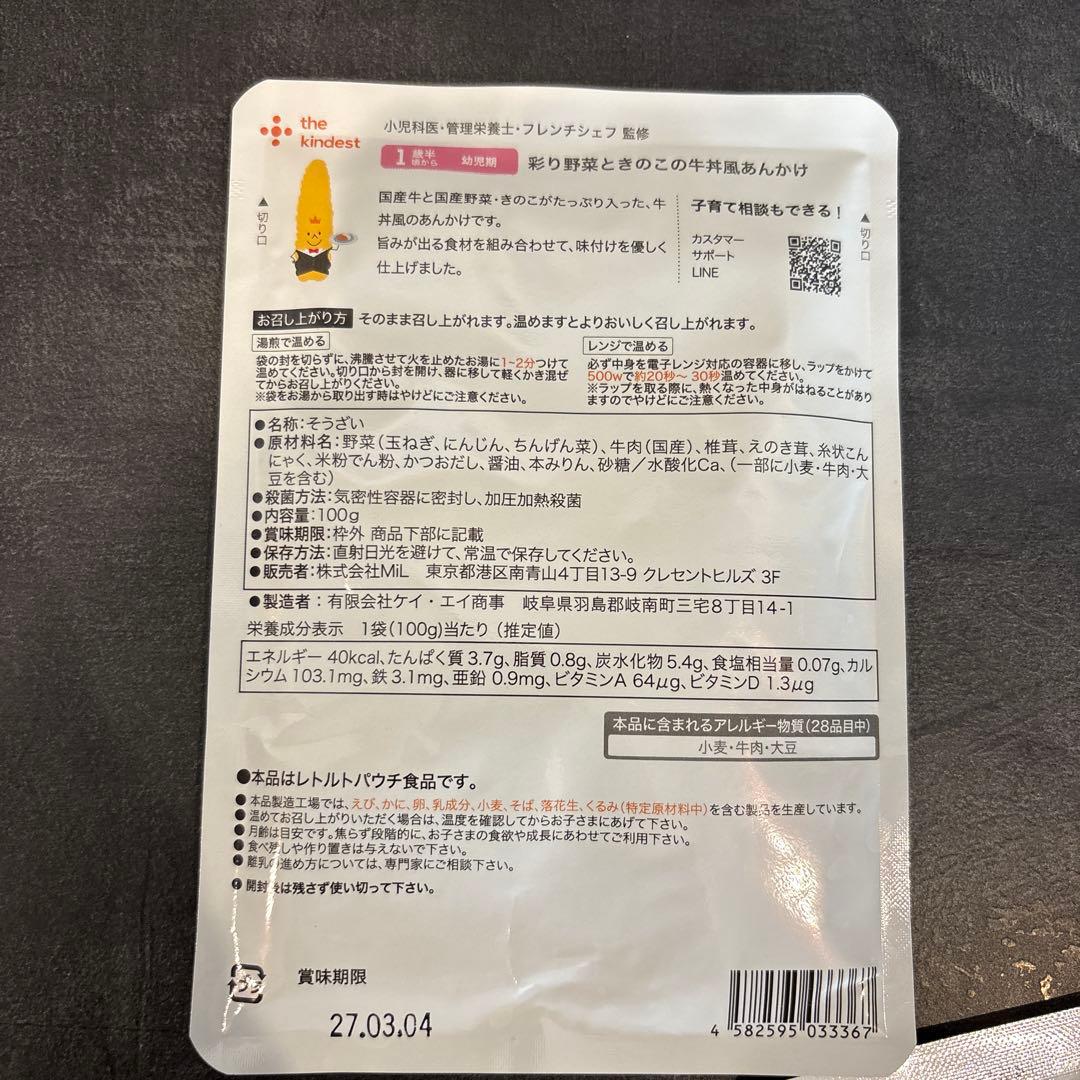 the
kindest
小児科医・管理栄養士・フレンチシェフ 監修
1歳半頃から 幼児期
彩り野菜ときのこの牛丼風あんかけ
切り口
国産牛と国産野菜・きのこがたっぷり入った、牛
丼風のあんかけです。
旨みが出る食材を組み合わせて、味付けを優しく
仕上げました。
子育て相談もできる!
カスタマー
サポート
LINE
切り口
お召し上がり方 そのまま召し上がれます。温めますとよりおいしく召し上がれます。
湯煎で温める
袋の封を切らずに、沸騰させて火を止めたお湯に1~2分つけて
温めてください。切り口から封を開け、器に移して軽くかき混ぜ
てからお召し上がりください。
※袋をお湯から取り出す時はやけどにご注意ください。
レンジで温める
必ず中身を電子レンジ対応の容器に移し、ラップをかけて
500wで約20秒~30秒温めてください。
※ラップを取る際に、熱くなった中身がはねることがあり
ますのでやけどにご注意ください。
●名称:そうざい
●原材料名:野菜(玉ねぎ、にんじん、ちんげん菜)、牛肉(国産)、椎茸、えのき茸、糸状こん
にゃく、米粉でん粉、かつおだし、醤油、本みりん、砂糖/水酸化Ca、(一部に小麦・牛肉・大
豆を含む)
●殺菌方法:気密性容器に密封し、加圧加熱殺菌
●内容量:100g
●賞味期限:枠外 商品下部に記載
●保存方法:直射日光を避けて、常温で保存してください。
●販売者:株式会社MiL 東京都港区南青山4丁目13-9 クレセントヒルズ 3F
●製造者:有限会社ケイ・エイ商事 岐阜県羽島郡岐南町三宅8丁目14-1
栄養成分表示 1袋(100g)当たり(推定値)
エネルギー 40kcal、たんぱく質 3.7g、脂質 0.8g、炭水化物 5.4g、食塩相当量 0.07g、カル
シウム 103.1mg、鉄 3.1mg、亜鉛 0.9mg、ビタミンA 64μg、ビタミンD 1.3μg
本品に含まれるアレルギー物質(28品目中)
小麦・牛肉・大豆
●本品はレトルトパウチ食品です。
●本品製造工場では、えび、かに、卵、乳成分、小麦、そば、落花生、くるみ(特定原材料中)を含む製品を生産しています。
●温めてお召し上がりいただく場合は、温度を確認してからお子さまにあげて下さい。
●月齢は目安です。焦らず段階的に、お子さまの食欲や成長にあわせてご利用下さい。
●食べ残しや作り置きは与えないで下さい。
●離乳の進め方については、専門家にご相談下さい。
●開封後は残さず使い切って下さい。
プラ
賞味期限
27.03.04
4 582595 033367